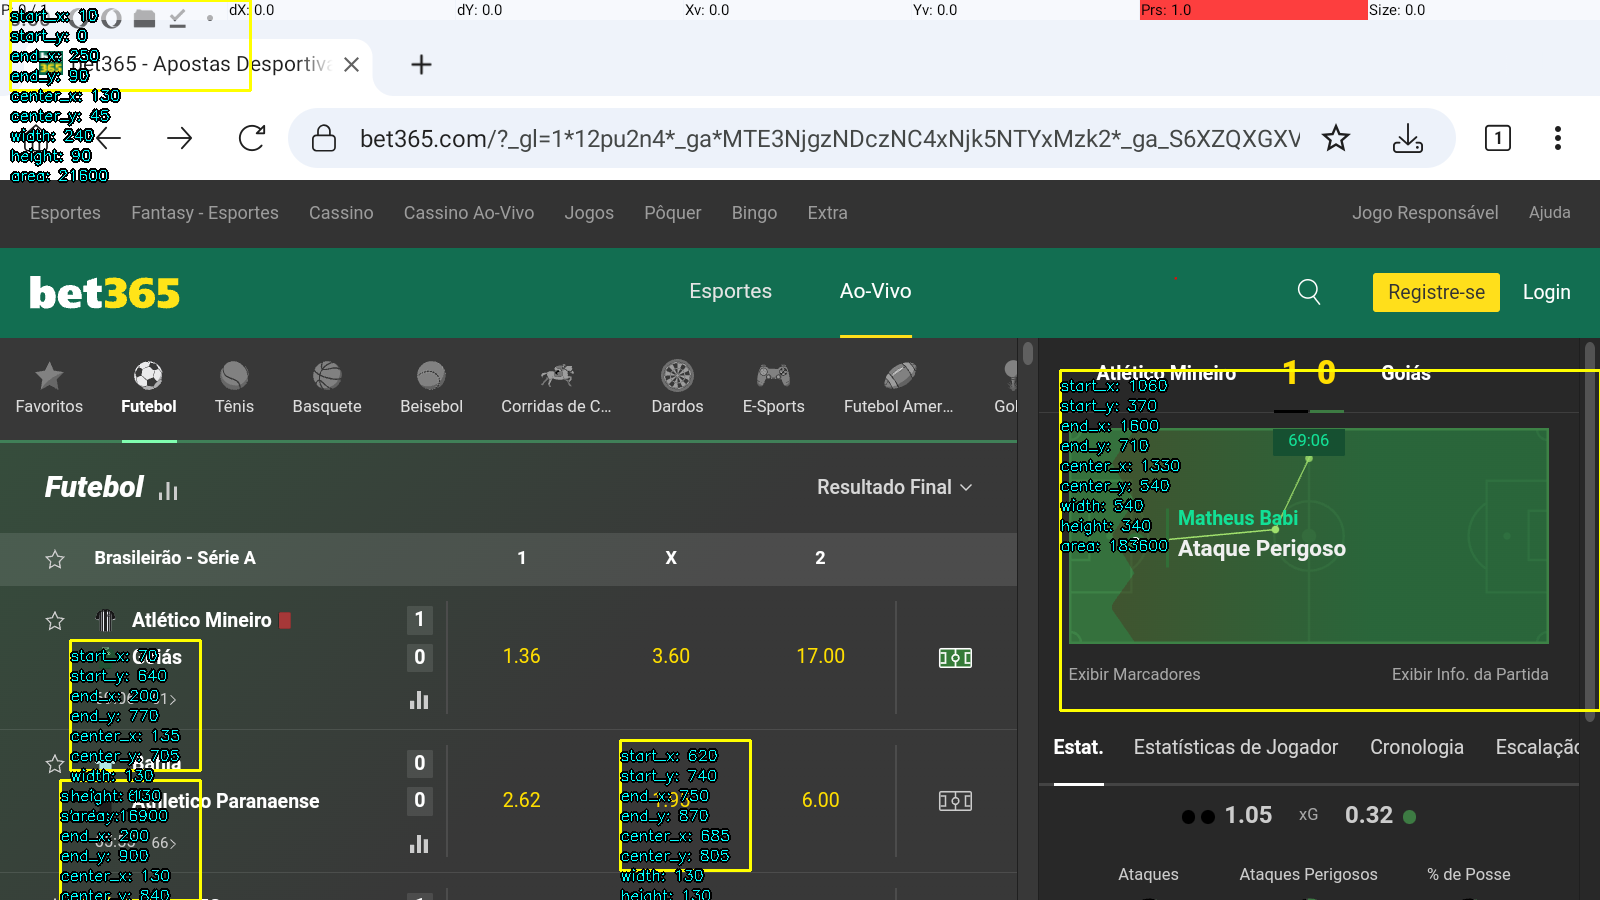 dX: 0.0 dY: 0.0 Xv: 0.0 Yv: 0.0 Prs: 1.0 Size: 0.0
start_x: 10
start_y: 0
end_x: 250
end_y: 90
center_x: 130
center_y: 45
width: 240
height: 90
area: 21600
bet365 - Apostas Desportiva
bet365.com/?_gl=1*12pu2n4*_ga*MTE3NjgzNDczNC4xNjk5NTYxMzk2*_ga_S6XZQXGXV
1
Esportes Fantasy - Esportes Cassino Cassino Ao-Vivo Jogos Pôquer Bingo Extra Jogo Responsável Ajuda
bet365 Esportes Ao-Vivo Registre-se Login
Favoritos Futebol Tênis Basquete Beisebol Corridas de C... Dardos E-Sports Futebol Amer... Gol
Futebol Resultado Final
Brasileirão - Série A 1 X 2
Atlético Mineiro 1
Goiás 0
1.36 3.60 17.00
Bahia 0
Athletico Paranaense 0
2.62 1.93 6.00
66
start_x: 70
start_y: 640
end_x: 200
end_y: 770
center_x: 135
center_y: 705
width: 130
height: 130
area: 16900
end_x: 200
end_y: 900
center_x: 130
center_y: 840
start_x: 620
start_y: 740
end_x: 750
end_y: 870
center_x: 685
center_y: 805
width: 130
height: 130
Atlético Mineiro 1 0 Goiás
start_x: 1060
start_y: 370
end_x: 1600
end_y: 710
center_x: 1330
center_y: 540
width: 540
height: 340
area: 183600
69:06
Matheus Babi
Ataque Perigoso
Exibir Marcadores Exibir Info. da Partida
Estat. Estatísticas de Jogador Cronologia Escalação
1.05 xG 0.32
Ataques Ataques Perigosos % de Posse